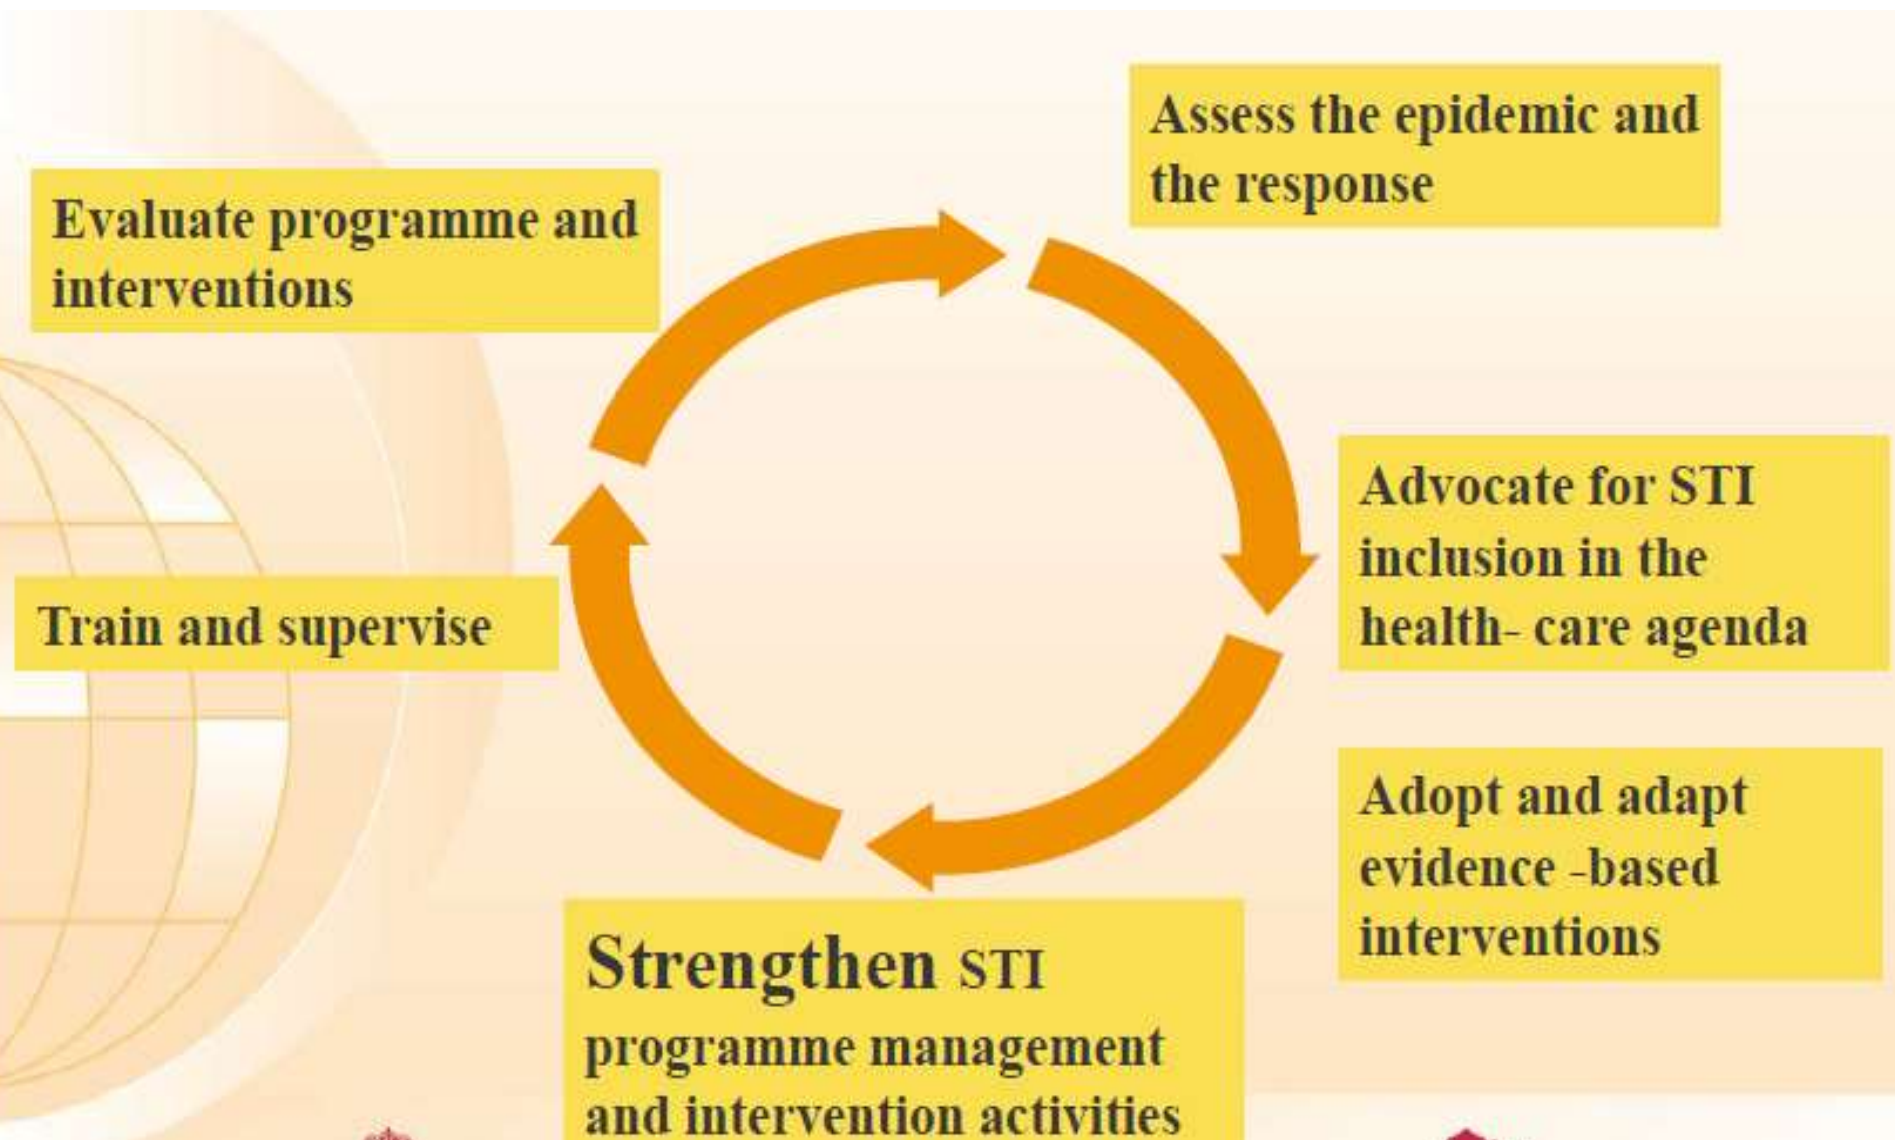 Assess the epidemic and
the response
Evaluate programme and
interventions
Advocate for STI
inclusion in the
health- care agenda
Train and supervise
Adopt and adapt
evidence -based
interventions
Strengthen STI
programme management
and intervention activities